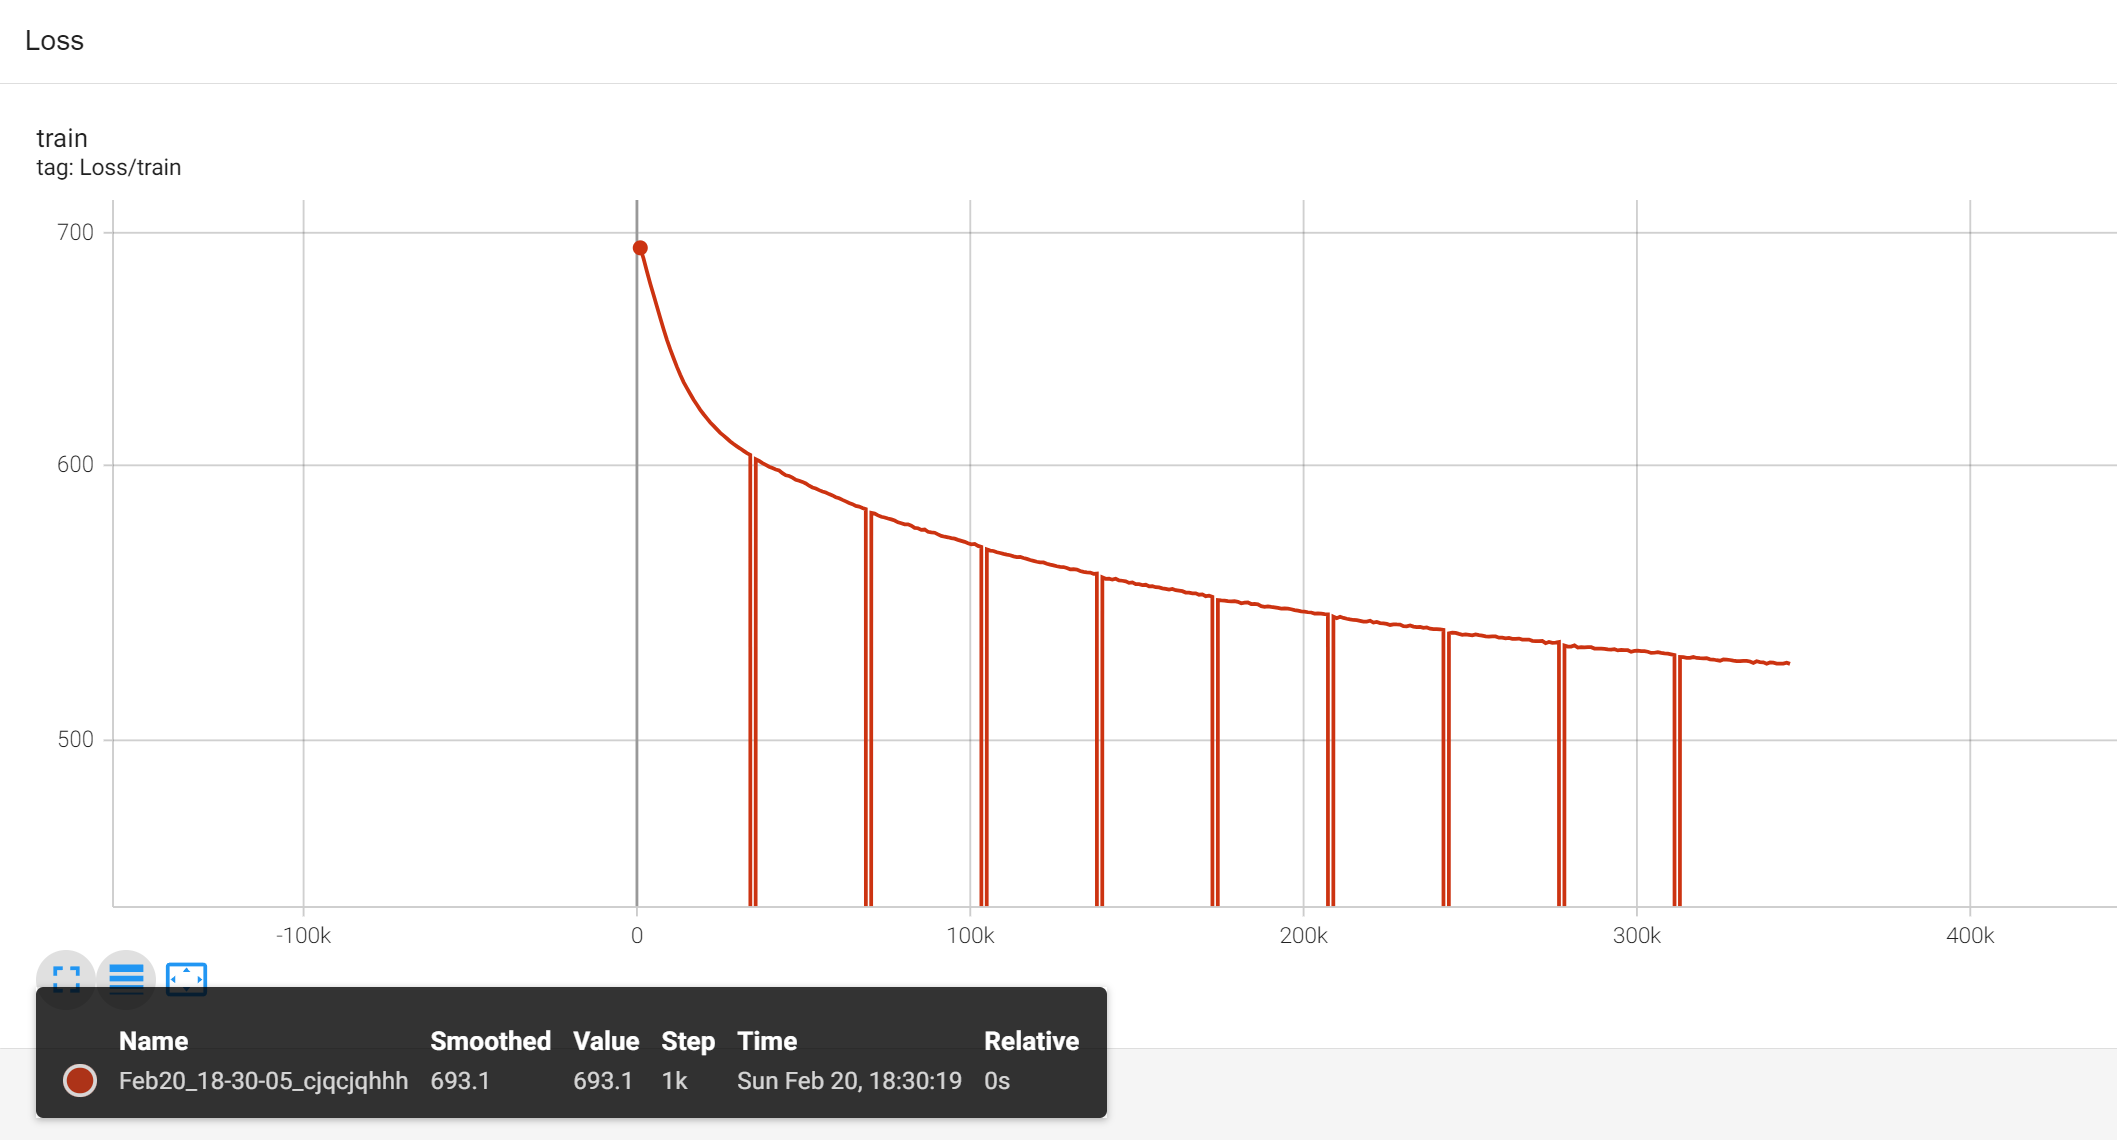 Loss
train
tag: Loss/train
700
600
500
-100k 0 100k 200k 300k 400k
Name Smoothed Value Step Time Relative
Feb20_18-30-05_cjqcjqhhh 693.1 693.1 1k Sun Feb 20, 18:30:19 0s